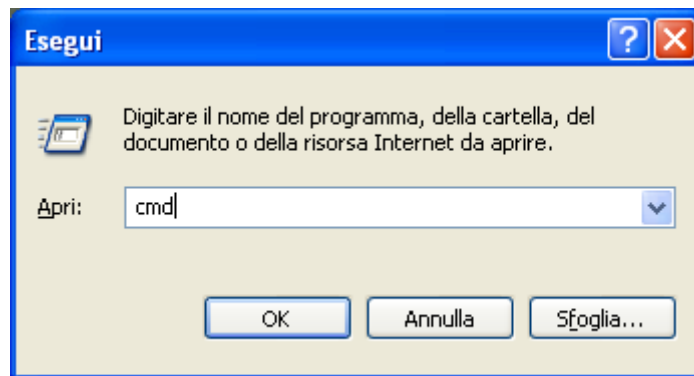 Esegui
Digitare il nome del programma, della cartella, del
documento o della risorsa Internet da aprire.
Apri: cmd
OK Annulla Sfoglia...